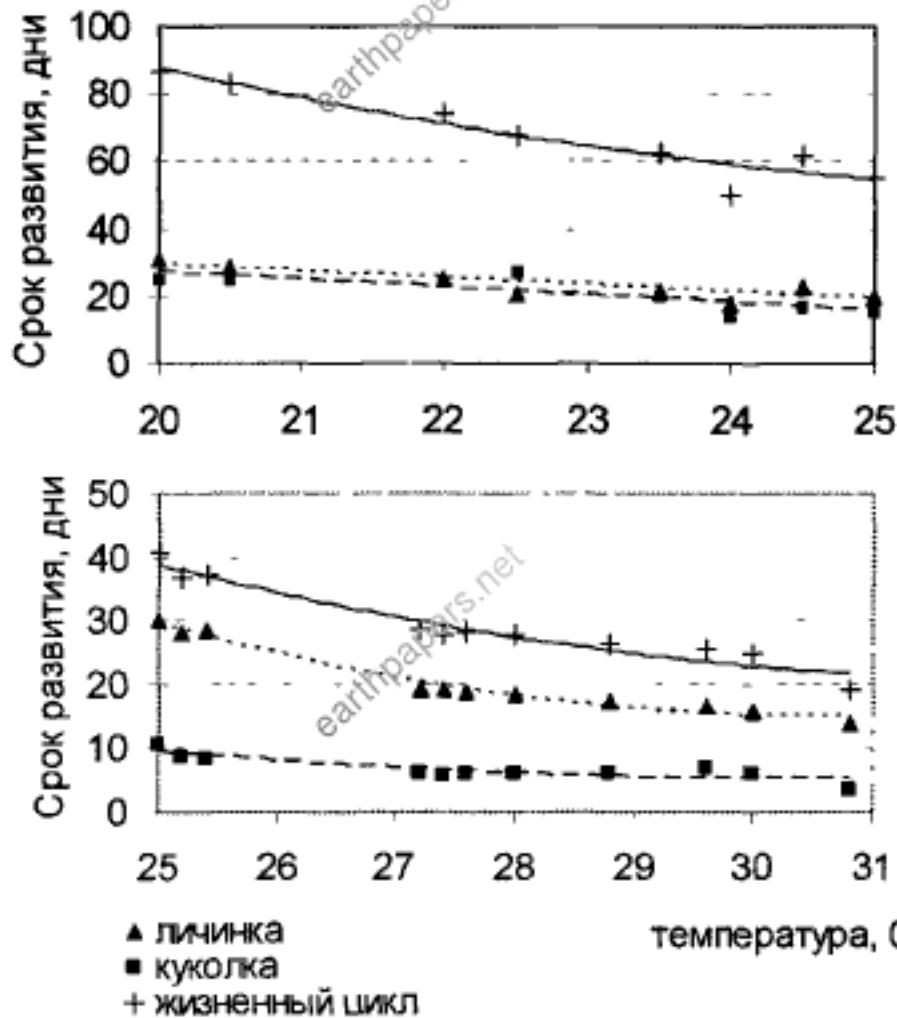 earthpapers
Срок развития, дни
100
80
60
40
20
0
20 21 22 23 24 25
Срок развития, дни
50
40
30
20
10
0
earthpapers.net
25 26 27 28 29 30 31
температура,
▲ личинка
■ куколка
+ жизненный цикл